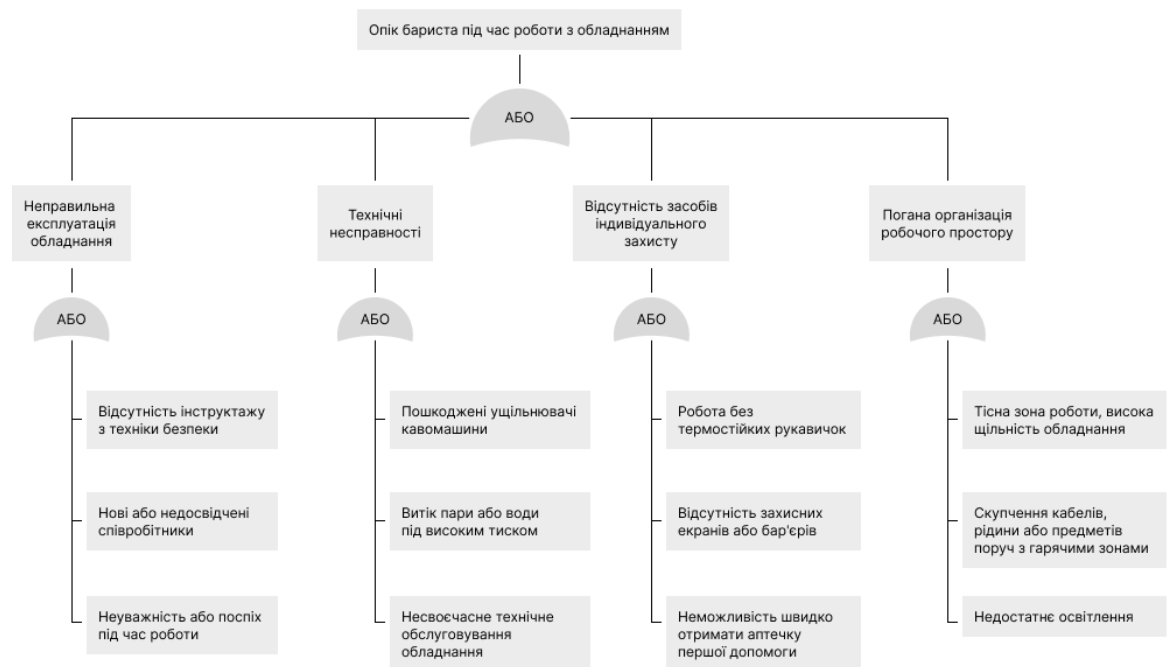 Опік бариста під час роботи з обладнанням
АБО
Неправильна
експлуатація
обладнання
Технічні
несправності
Відсутність засобів
індивідуального
захисту
Погана організація
робочого простору
АБО
АБО
АБО
АБО
Відсутність інструктажу
з техніки безпеки
Пошкоджені ущільнювачі
кавомашини
Робота без
термостійких рукавичок
Тісна зона роботи, висока
щільність обладнання
Нові або недосвідчені
співробітники
Витік пари або води
під високим тиском
Відсутність захисних
екранів або бар'єрів
Скупчення кабелів,
рідини або предметів
поруч з гарячими зонами
Неуважність або поспіх
під час роботи
Несвоєчасне технічне
обслуговування
обладнання
Неможливість швидко
отримати аптечку
першої допомоги
Недостатнє освітлення